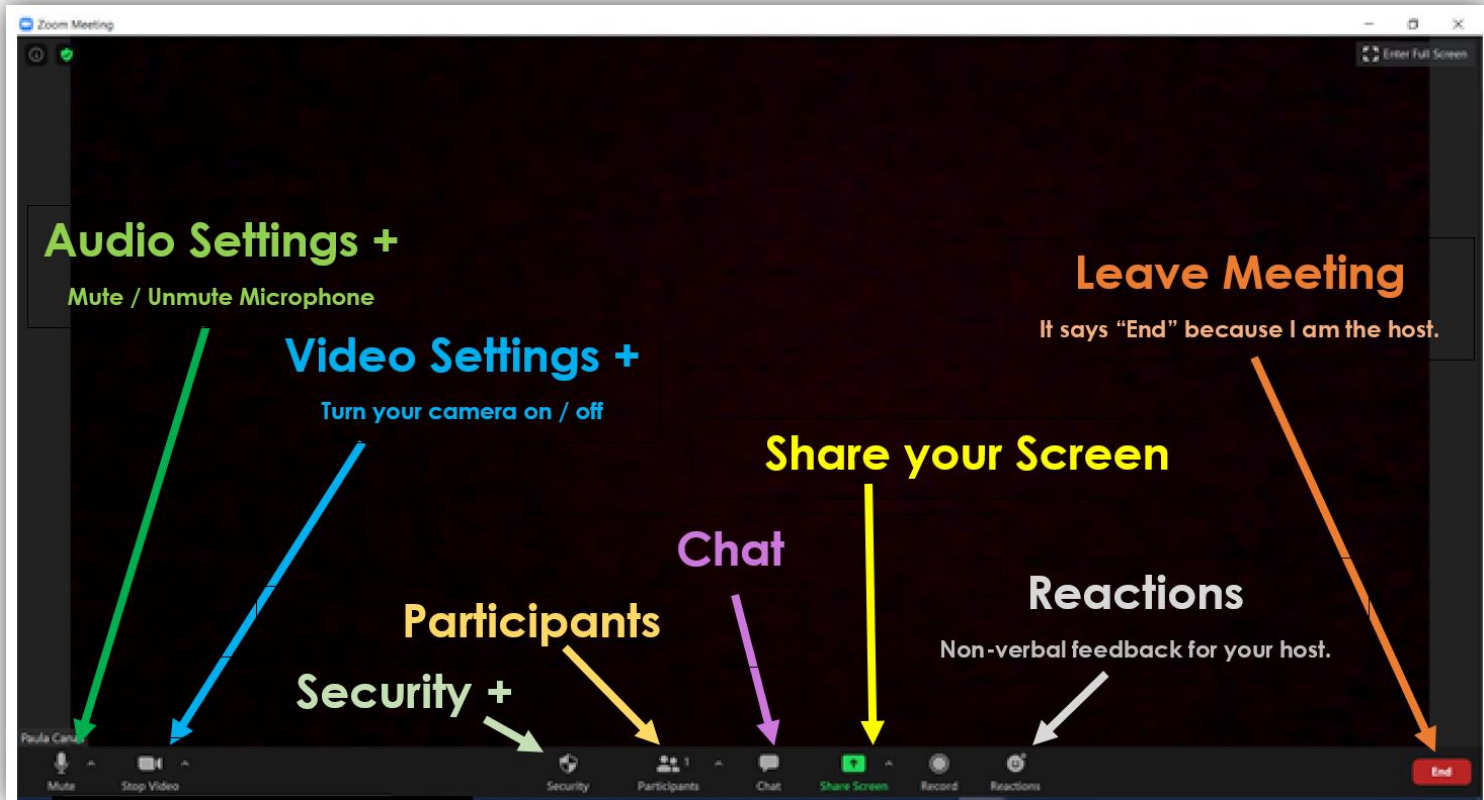 Zoom Meeting
Enter Full Screen
Audio Settings +
Mute / Unmute Microphone
Leave Meeting
It says “End” because I am the host.
Video Settings +
Turn your camera on / off
Share your Screen
Chat
Reactions
Non-verbal feedback for your host.
Participants
Security +
Paula
Mute
Stop Video
Security
1
Participants
Chat
Share Screen
Record
Reactions
End